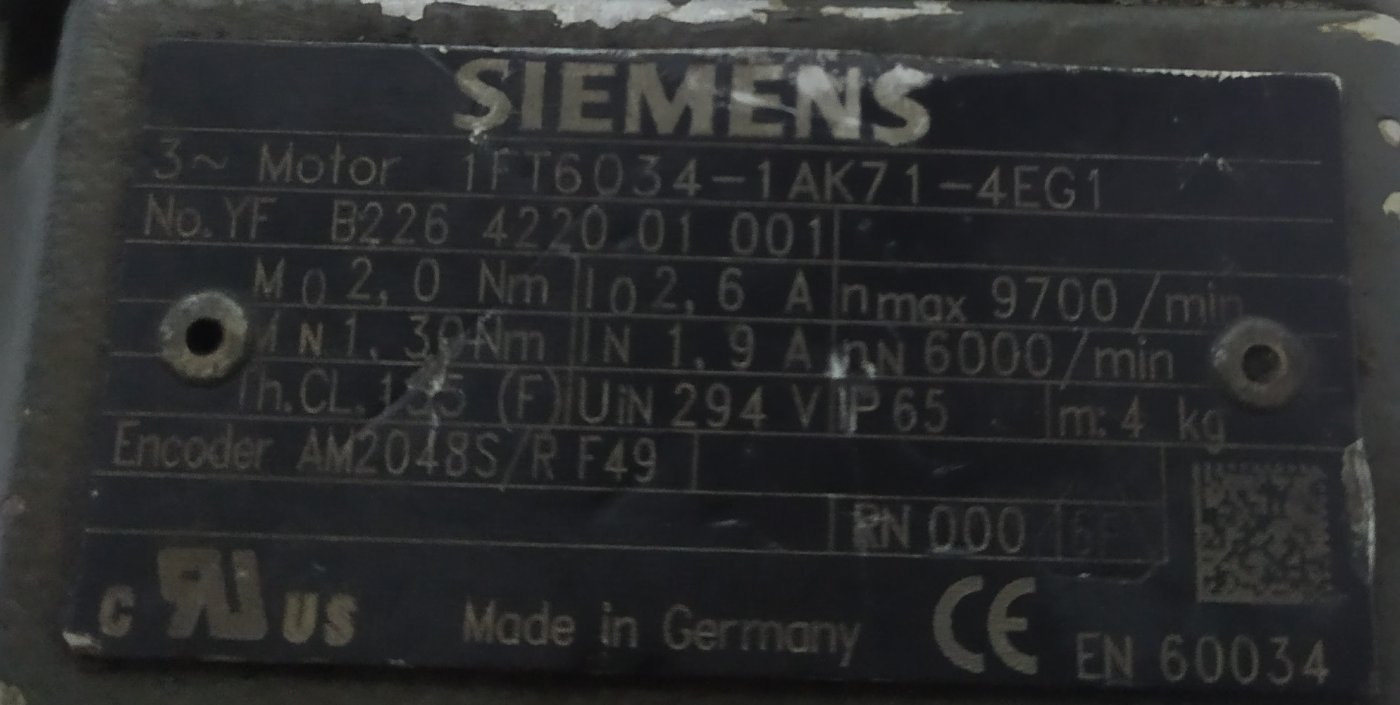 SIEMENS
3~ Motor 1FT6034-1AK71-4EG1
No. YF B226 4220 01 001
M0 2,0 Nm I0 2,6 A nmax 9700/min
MN 1,30 Nm IN 1,9 A nN 6000/min
Th.CL. 155 (F) UiN 294 V IP 65 m: 4 kg
Encoder AM2048S/R F49
RN 000
c RU US Made in Germany CE EN 60034